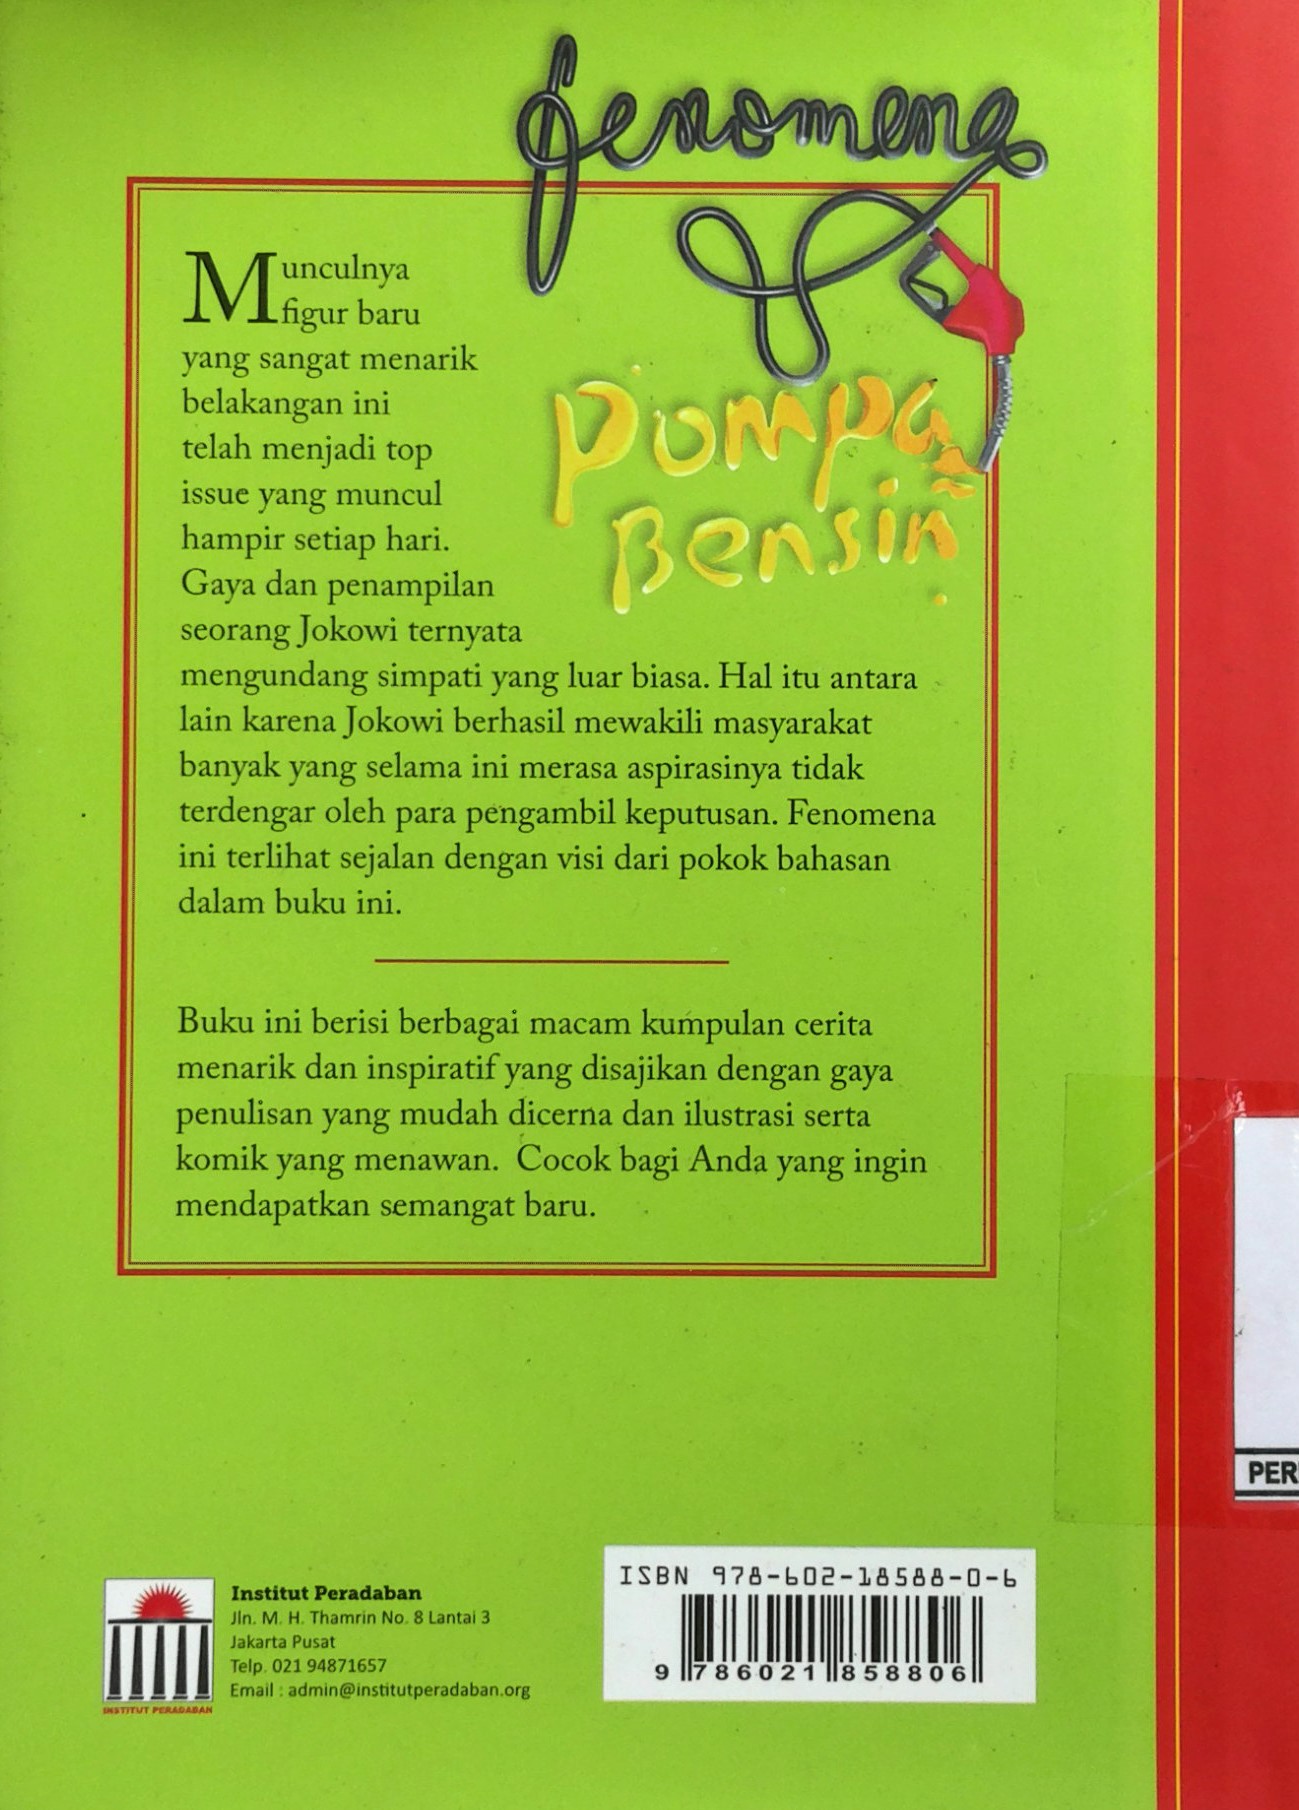 fenomena
Pompa
Bensin
Munculnya
figur baru
yang sangat menarik
belakangan ini
telah menjadi top
issue yang muncul
hampir setiap hari.
Gaya dan penampilan
seorang Jokowi ternyata
mengundang simpati yang luar biasa. Hal itu antara
lain karena Jokowi berhasil mewakili masyarakat
banyak yang selama ini merasa aspirasinya tidak
terdengar oleh para pengambil keputusan. Fenomena
ini terlihat sejalan dengan visi dari pokok bahasan
dalam buku ini.
Buku ini berisi berbagai macam kumpulan cerita
menarik dan inspiratif yang disajikan dengan gaya
penulisan yang mudah dicerna dan ilustrasi serta
komik yang menawan. Cocok bagi Anda yang ingin
mendapatkan semangat baru.
PER
INSTITUT PERADABAN
Institut Peradaban
Jln. M. H. Thamrin No. 8 Lantai 3
Jakarta Pusat
Telp. 021 94871657
Email : admin@institutperadaban.org
ISBN 978-602-18588-0-6
9 786021 858806